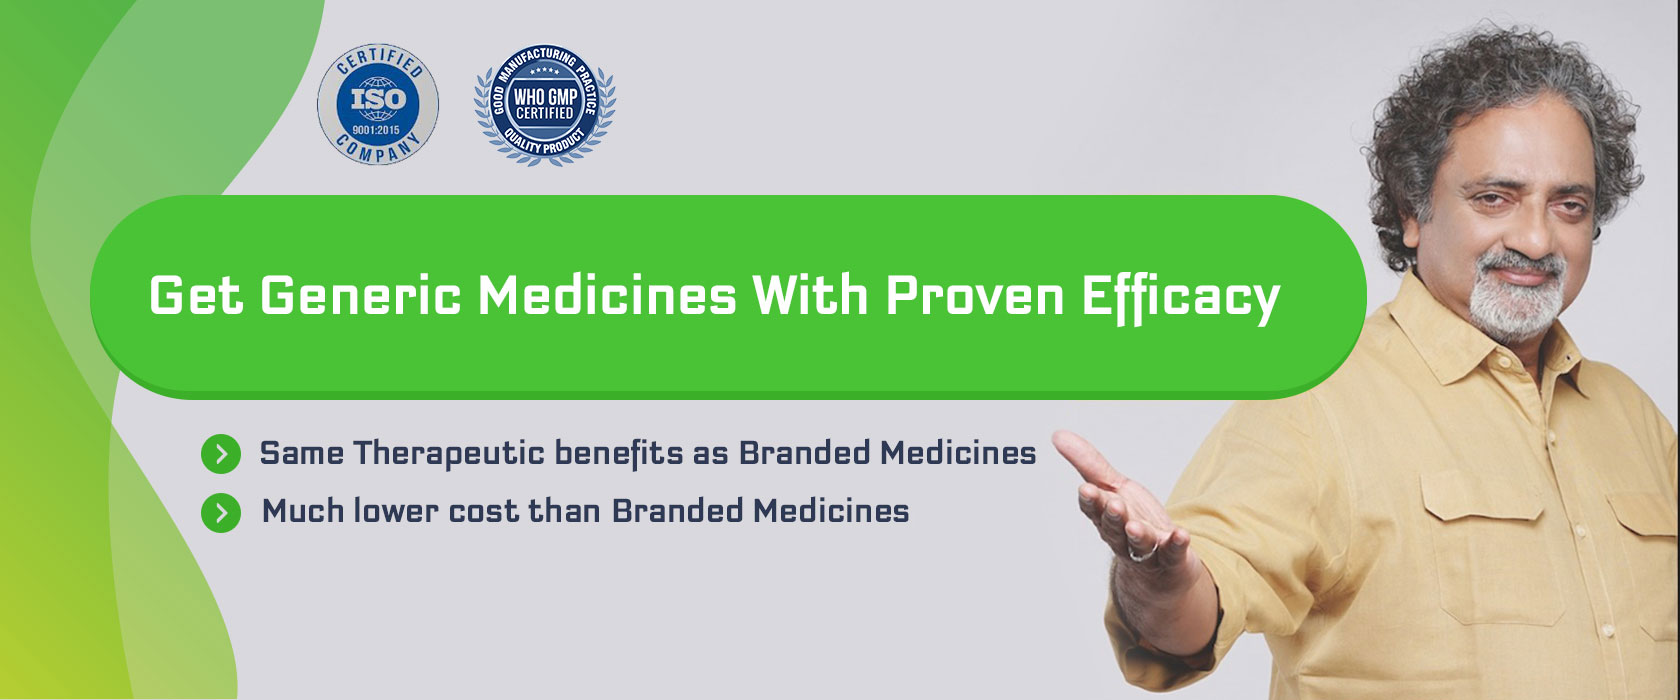 CERTIFIED
ISO
9001:2015
COMPANY
GOOD MANUFACTURING PRACTICE
WHO GMP
CERTIFIED
QUALITY PRODUCT
Get Generic Medicines With Proven Efficacy
Same Therapeutic benefits as Branded Medicines
Much lower cost than Branded Medicines